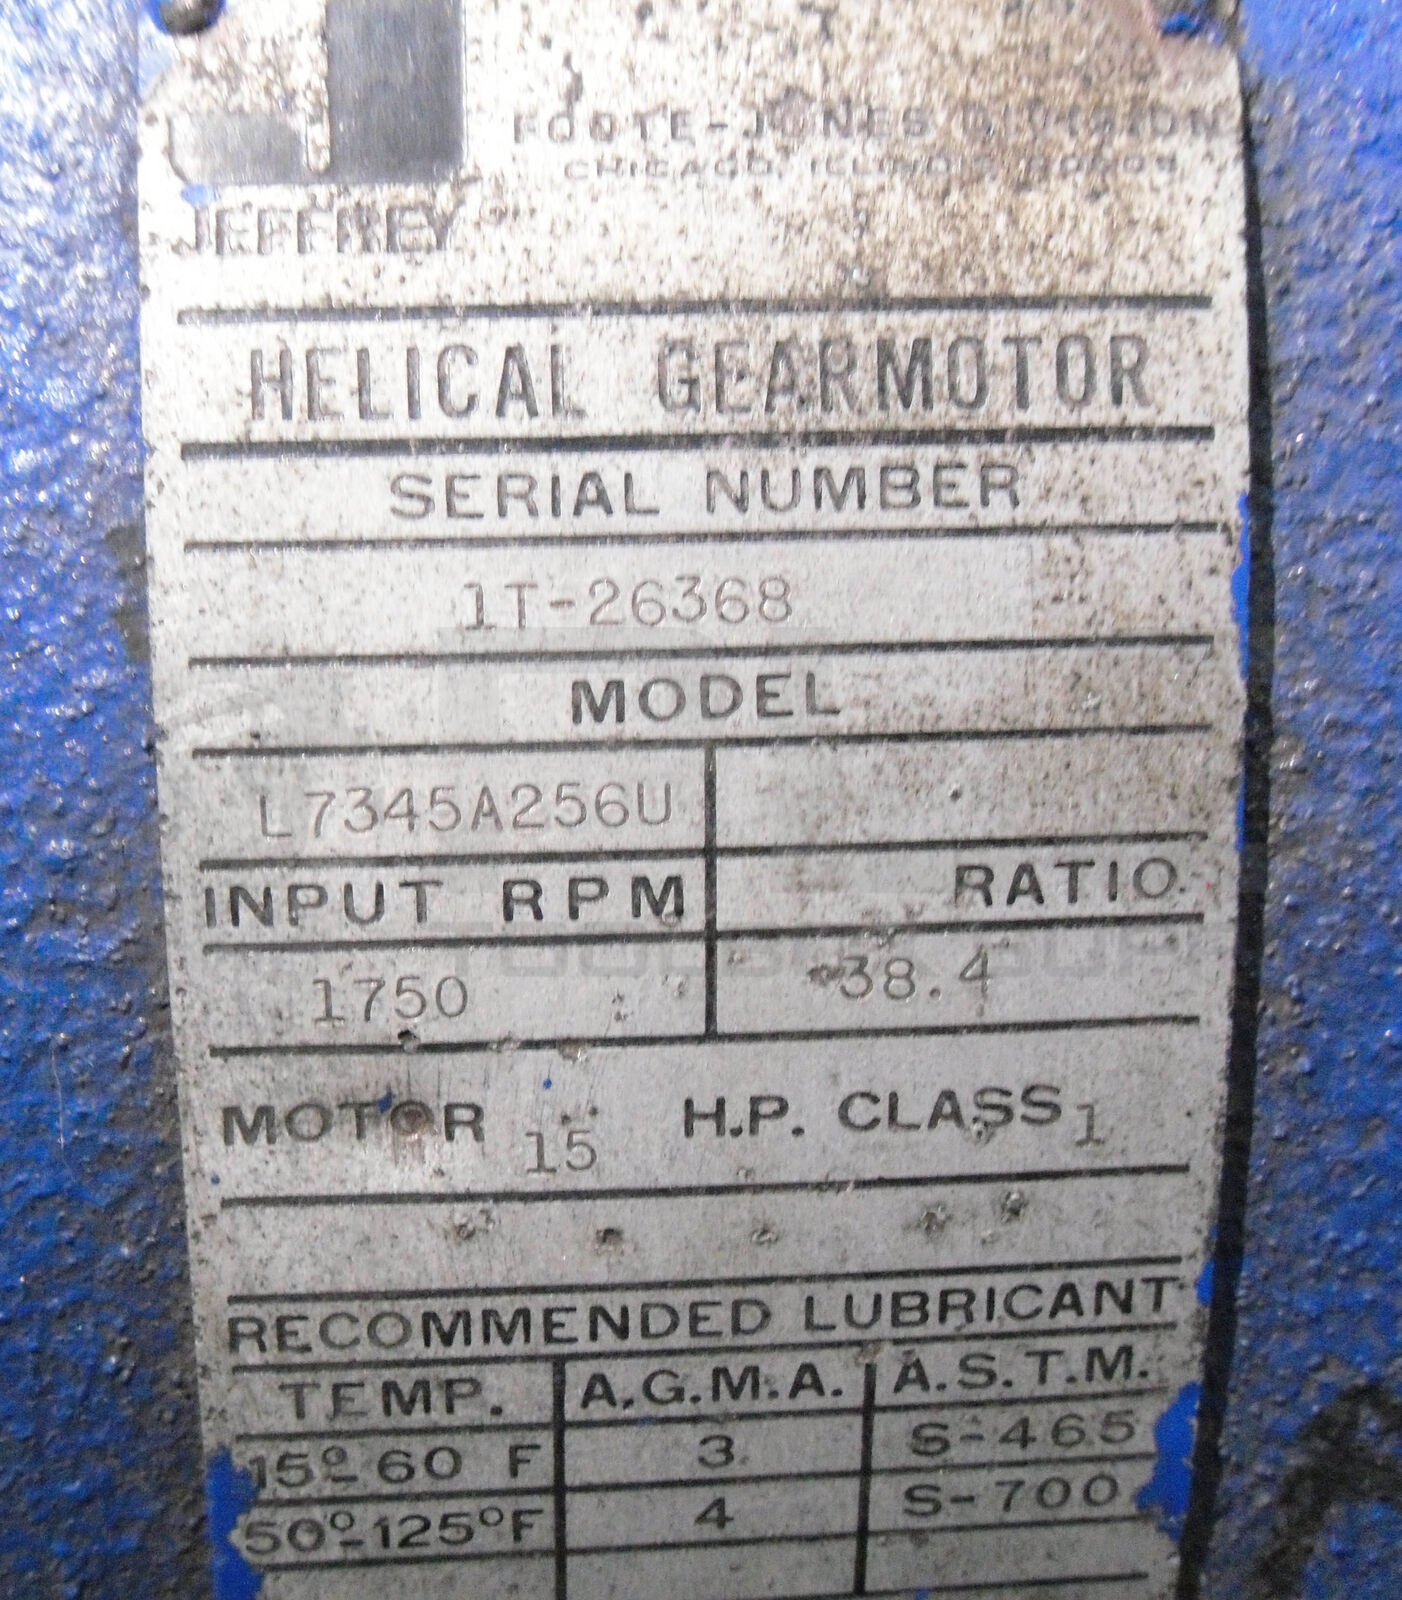 FOOTE-JONES DIVISION
CHICAGO, ILLINOIS
JEFFREY
HELICAL GEARMOTOR
SERIAL NUMBER
1T-26368
MODEL
L7345A256U
INPUT RPM RATIO
1750 38.4
MOTOR 15 H.P. CLASS 1
RECOMMENDED LUBRICANT
TEMP. A.G.M.A. A.S.T.M.
15°-60 F 3 S-465
50°-125°F 4 S-700